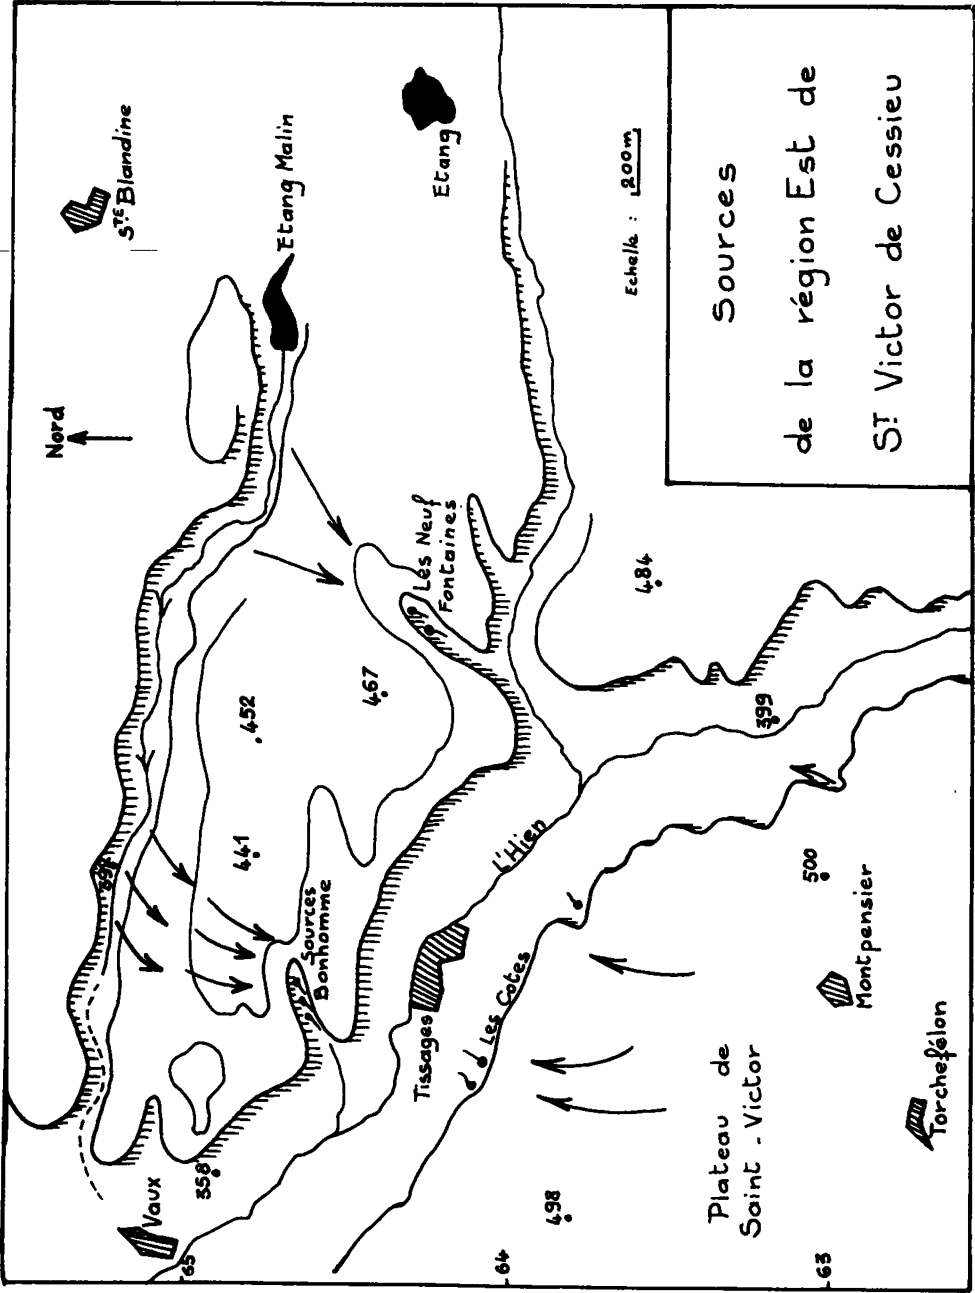 Sources
de la région Est de
ST Victor de Cessieu
Echelle : 200m
Nord
STE Blandine
Etang Malin
Etang
Les Neuf
Fontaines
484
467
452
441
399
397
Sources
Bonhomme
L'Hien
Tissages
Les Cotes
500
Montpensier
Torchefélon
Plateau de
Saint - Victor
498
358
Vaux
65
64
63